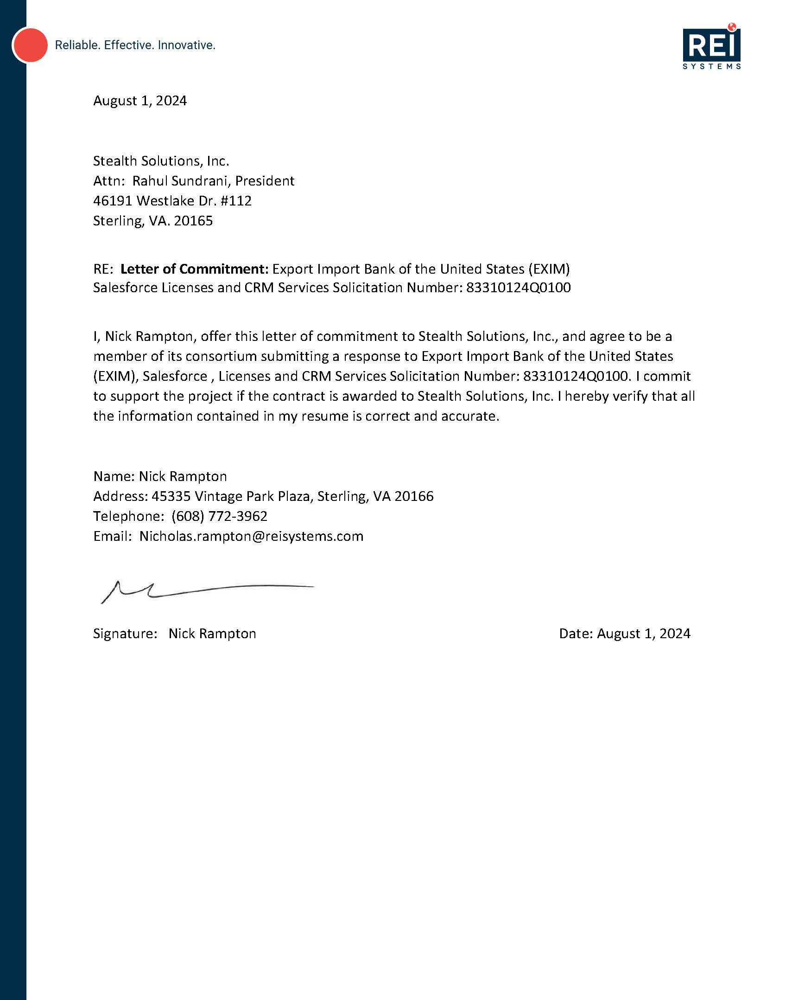 Reliable. Effective. Innovative.
REI
SYSTEMS
August 1, 2024
Stealth Solutions, Inc.
Attn:  Rahul Sundrani, President
46191 Westlake Dr. #112
Sterling, VA. 20165
RE:  Letter of Commitment: Export Import Bank of the United States (EXIM)
Salesforce Licenses and CRM Services Solicitation Number: 83310124Q0100
I, Nick Rampton, offer this letter of commitment to Stealth Solutions, Inc., and agree to be a
member of its consortium submitting a response to Export Import Bank of the United States
(EXIM), Salesforce , Licenses and CRM Services Solicitation Number: 83310124Q0100. I commit
to support the project if the contract is awarded to Stealth Solutions, Inc. I hereby verify that all
the information contained in my resume is correct and accurate.
Name: Nick Rampton
Address: 45335 Vintage Park Plaza, Sterling, VA 20166
Telephone:  (608) 772-3962
Email:  Nicholas.rampton@reisystems.com
Signature:   Nick Rampton
Date: August 1, 2024